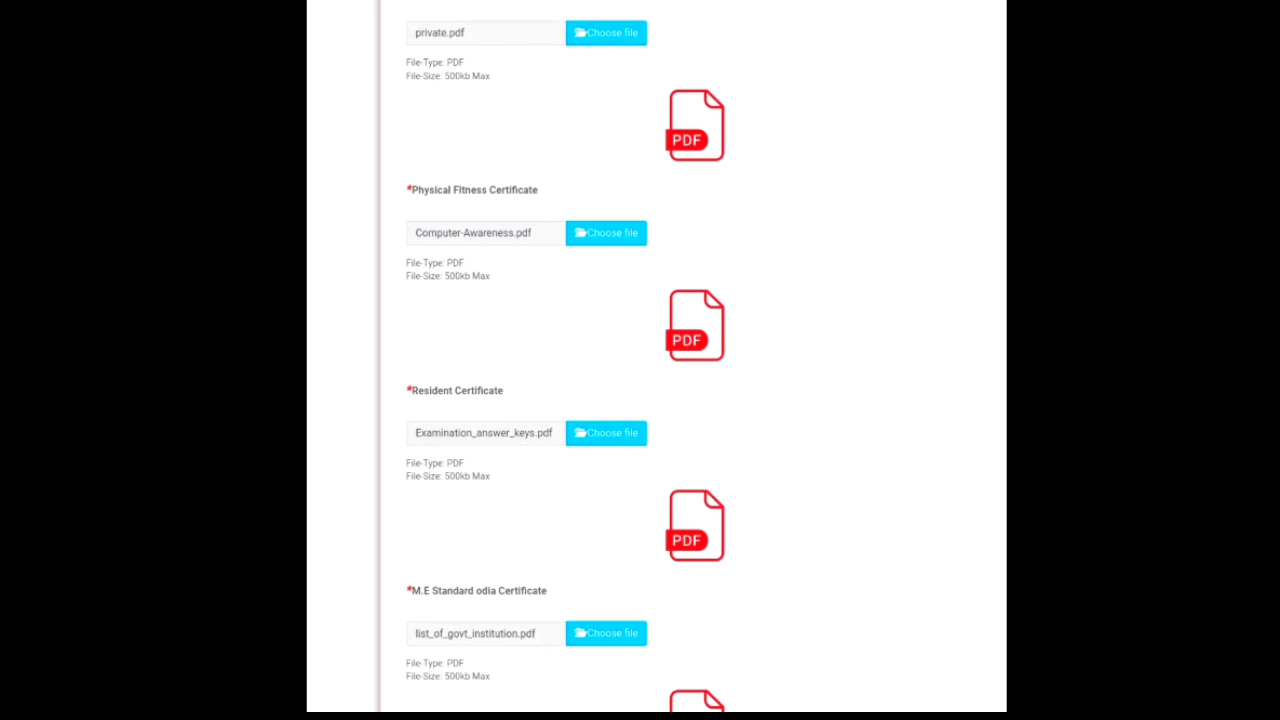 private.pdf
Choose file
File-Type: PDF
File-Size: 500kb Max
PDF
*Physical Fitness Certificate
Computer-Awareness.pdf
Choose file
File-Type: PDF
File-Size: 500kb Max
PDF
*Resident Certificate
Examination_answer_keys.pdf
Choose file
File-Type: PDF
File-Size: 500kb Max
PDF
*M.E Standard odia Certificate
list_of_govt_institution.pdf
Choose file
File-Type: PDF
File-Size: 500kb Max